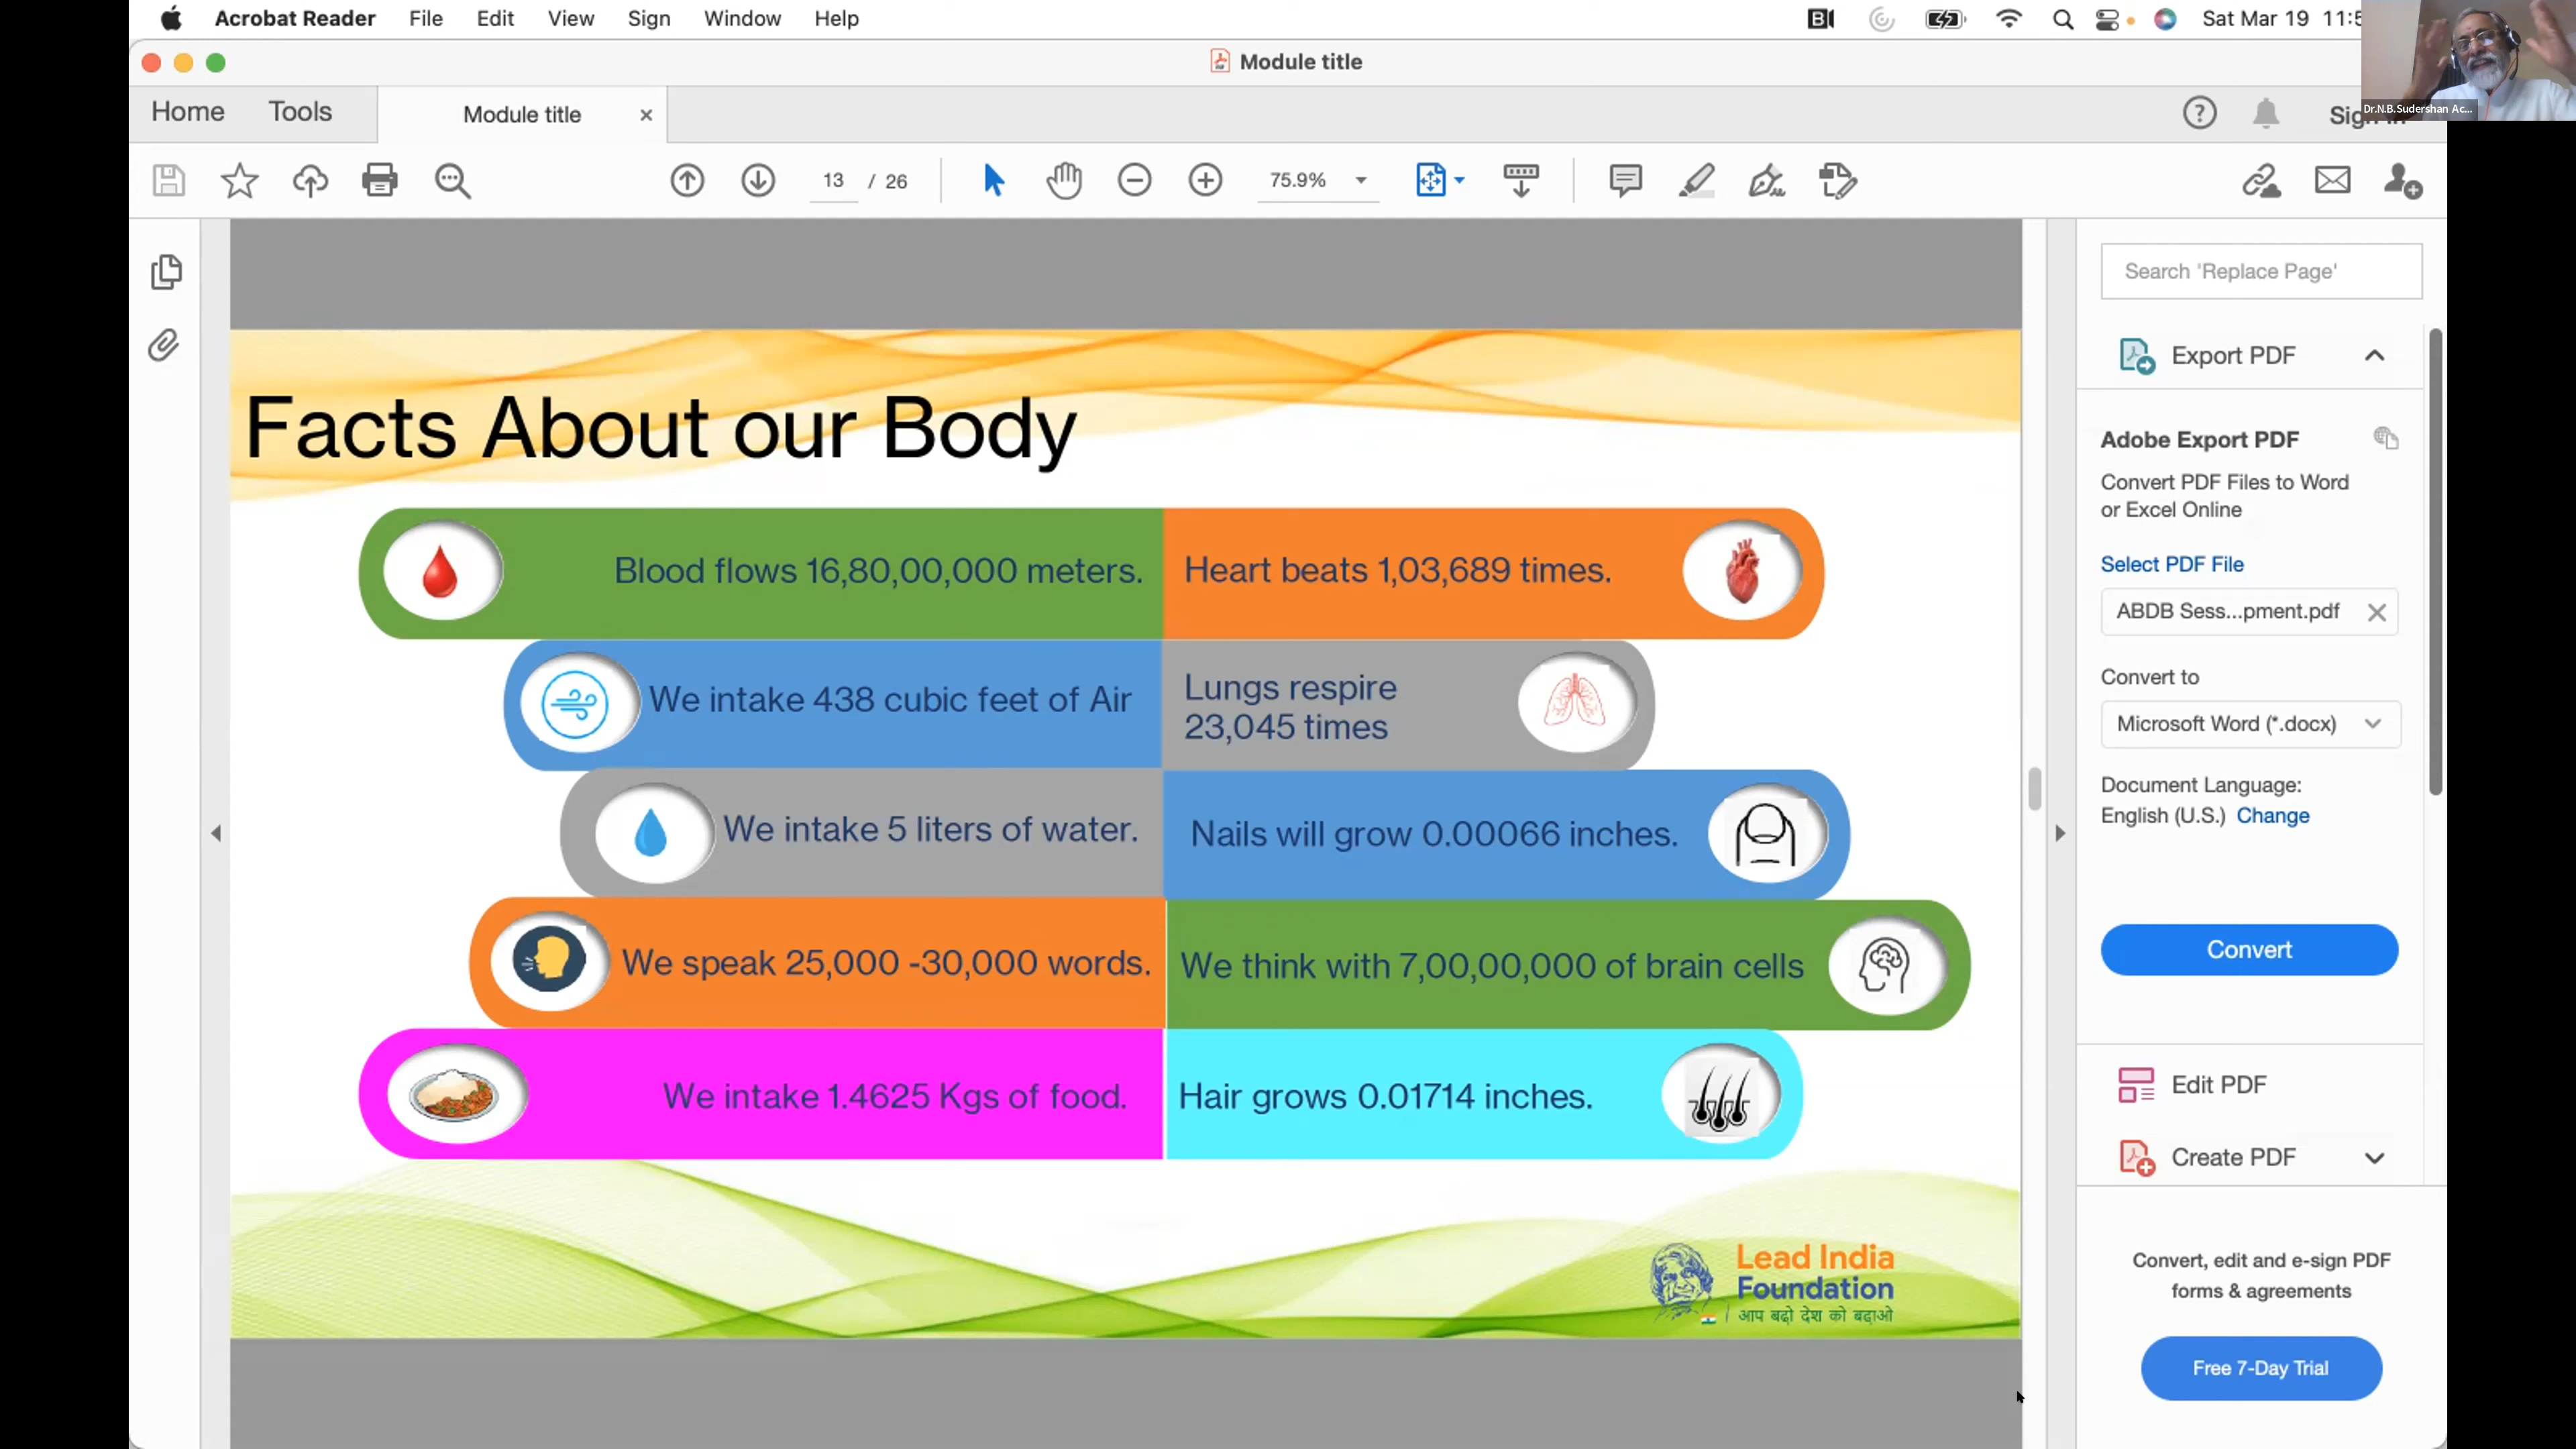 Acrobat Reader File Edit View Sign Window Help
Sat Mar 19 11:5
Module title
Home Tools Module title
Dr.N.B.Sudershan Ac...
13 / 26 75.9%
Search 'Replace Page'
Export PDF
Adobe Export PDF
Convert PDF Files to Word
or Excel Online
Select PDF File
ABDB Sess...pment.pdf
Convert to
Microsoft Word (*.docx)
Document Language:
English (U.S.) Change
Convert
Edit PDF
Create PDF
Convert, edit and e-sign PDF
forms & agreements
Free 7-Day Trial
Facts About our Body
Blood flows 16,80,00,000 meters.
Heart beats 1,03,689 times.
We intake 438 cubic feet of Air
Lungs respire
23,045 times
We intake 5 liters of water.
Nails will grow 0.00066 inches.
We speak 25,000 -30,000 words.
We think with 7,00,00,000 of brain cells
We intake 1.4625 Kgs of food.
Hair grows 0.01714 inches.
Lead India
Foundation
आप बढ़ो देश को बढ़ाओ